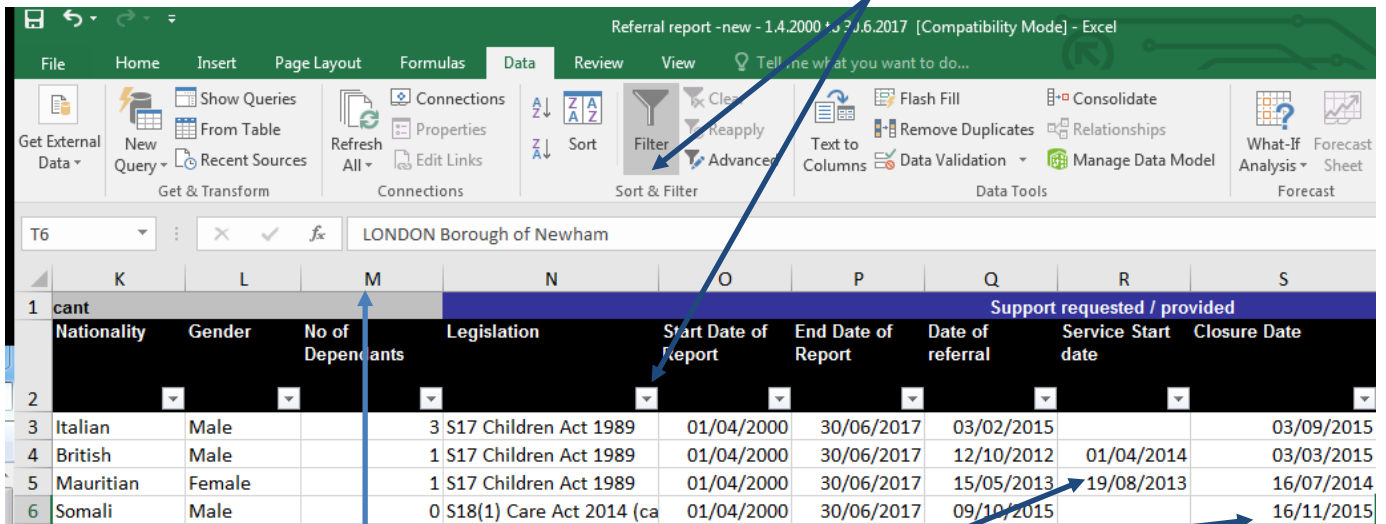 Referral report -new - 1.4.2000 to 30.6.2017 [Compatibility Mode] - Excel
File Home Insert Page Layout Formulas Data Review View Tell me what you want to do...
Get External Data
New Query
Show Queries
From Table
Recent Sources
Get & Transform
Refresh All
Connections
Properties
Edit Links
Connections
Sort
Filter
Clear
Reapply
Advanced
Sort & Filter
Text to Columns
Flash Fill
Remove Duplicates
Data Validation
Consolidate
Relationships
Manage Data Model
Data Tools
What-If Analysis
Forecast Sheet
Forecast
T6 fx LONDON Borough of Newham
K L M N O P Q R S
1 cant Support requested / provided
2 Nationality Gender No of Dependants Legislation Start Date of Report End Date of Report Date of referral Service Start date Closure Date
3 Italian Male 3 S17 Children Act 1989 01/04/2000 30/06/2017 03/02/2015 03/09/2015
4 British Male 1 S17 Children Act 1989 01/04/2000 30/06/2017 12/10/2012 01/04/2014 03/03/2015
5 Mauritian Female 1 S17 Children Act 1989 01/04/2000 30/06/2017 15/05/2013 19/08/2013 16/07/2014
6 Somali Male 0 S18(1) Care Act 2014 (ca 01/04/2000 30/06/2017 09/10/2015 16/11/2015